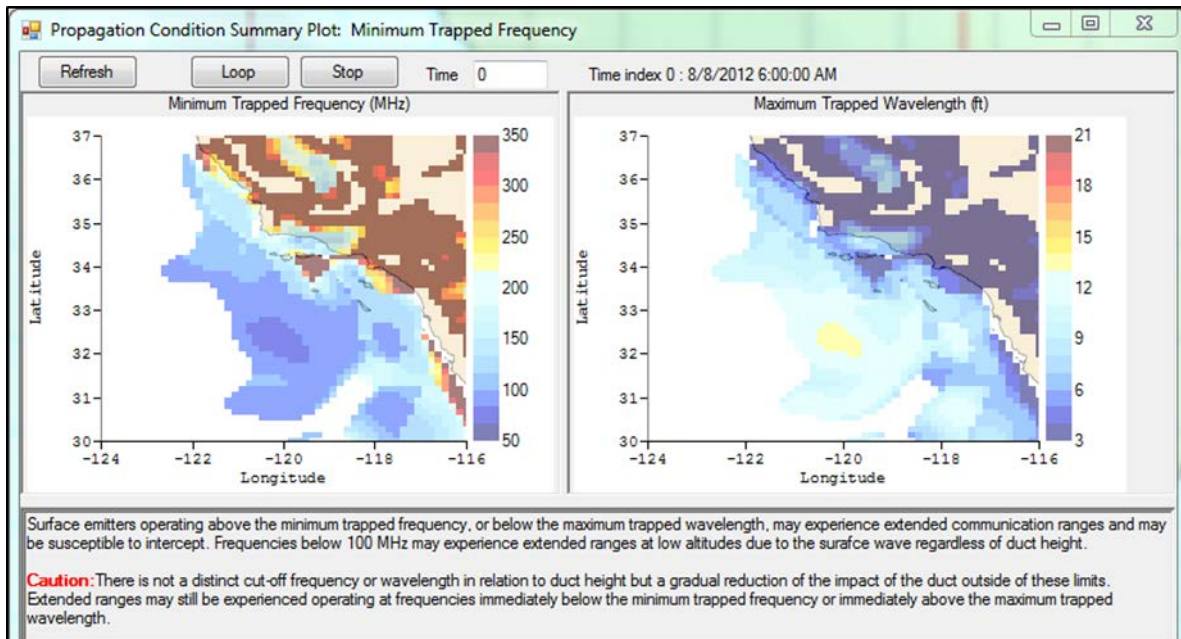 Propagation Condition Summary Plot: Minimum Trapped Frequency
Refresh Loop Stop Time 0 Time index 0 : 8/8/2012 6:00:00 AM
Minimum Trapped Frequency (MHz)
37
36
35
34
33
32
31
30
Latitude
-124 -122 -120 -118 -116
Longitude
350
300
250
200
150
100
50
Maximum Trapped Wavelength (ft)
37
36
35
34
33
32
31
30
Latitude
-124 -122 -120 -118 -116
Longitude
21
18
15
12
9
6
3
Surface emitters operating above the minimum trapped frequency, or below the maximum trapped wavelength, may experience extended communication ranges and may
be susceptible to intercept. Frequencies below 100 MHz may experience extended ranges at low altitudes due to the surafce wave regardless of duct height.
Caution: There is not a distinct cut-off frequency or wavelength in relation to duct height but a gradual reduction of the impact of the duct outside of these limits.
Extended ranges may still be experienced operating at frequencies immediately below the minimum trapped frequency or immediately above the maximum trapped
wavelength.